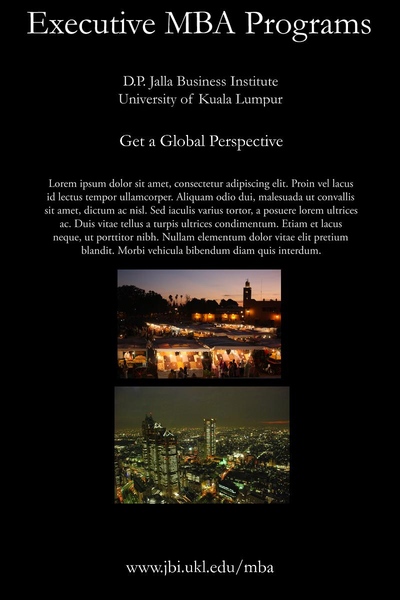 Executive MBA Programs
D.P. Jalla Business Institute
University of Kuala Lumpur
Get a Global Perspective
Lorem ipsum dolor sit amet, consectetur adipiscing elit. Proin vel lacus
id lectus tempor ullamcorper. Aliquam odio dui, malesuada ut convallis
sit amet, dictum ac nisl. Sed iaculis varius tortor, a posuere lorem ultrices
ac. Duis vitae tellus a turpis ultrices condimentum. Etiam et lacus
neque, ut porttitor nibh. Nullam elementum dolor vitae elit pretium
blandit. Morbi vehicula bibendum diam quis interdum.
www.jbi.ukl.edu/mba